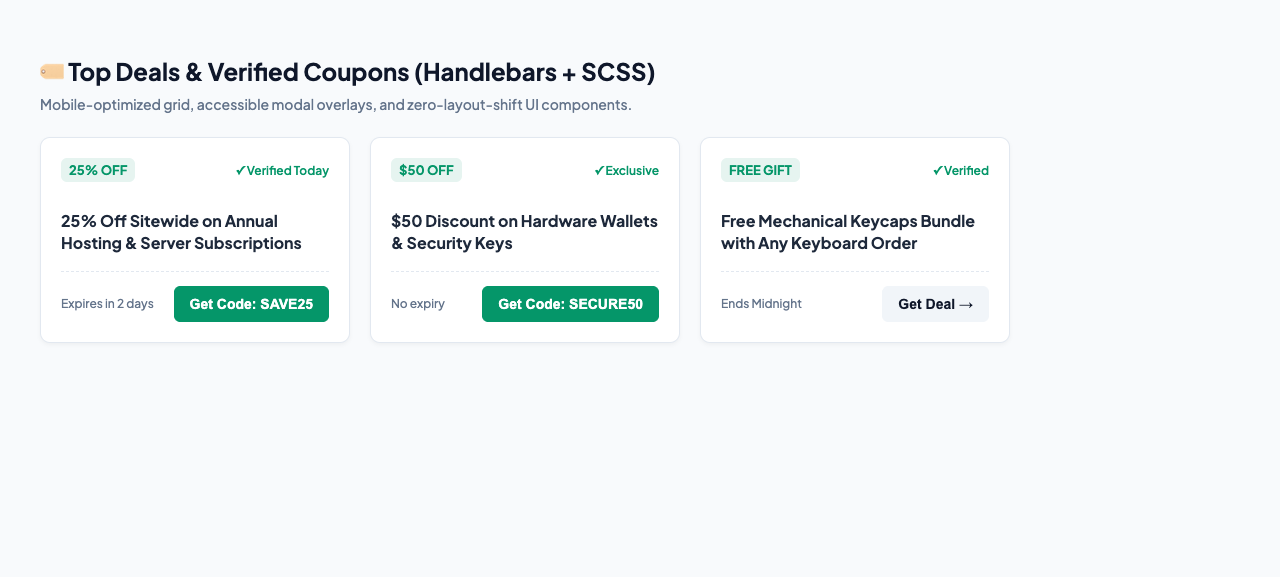 Top Deals & Verified Coupons (Handlebars + SCSS)
Mobile-optimized grid, accessible modal overlays, and zero-layout-shift UI components.
25% OFF
✓Verified Today
25% Off Sitewide on Annual
Hosting & Server Subscriptions
Expires in 2 days
Get Code: SAVE25
$50 OFF
✓Exclusive
$50 Discount on Hardware Wallets
& Security Keys
No expiry
Get Code: SECURE50
FREE GIFT
✓Verified
Free Mechanical Keycaps Bundle
with Any Keyboard Order
Ends Midnight
Get Deal →